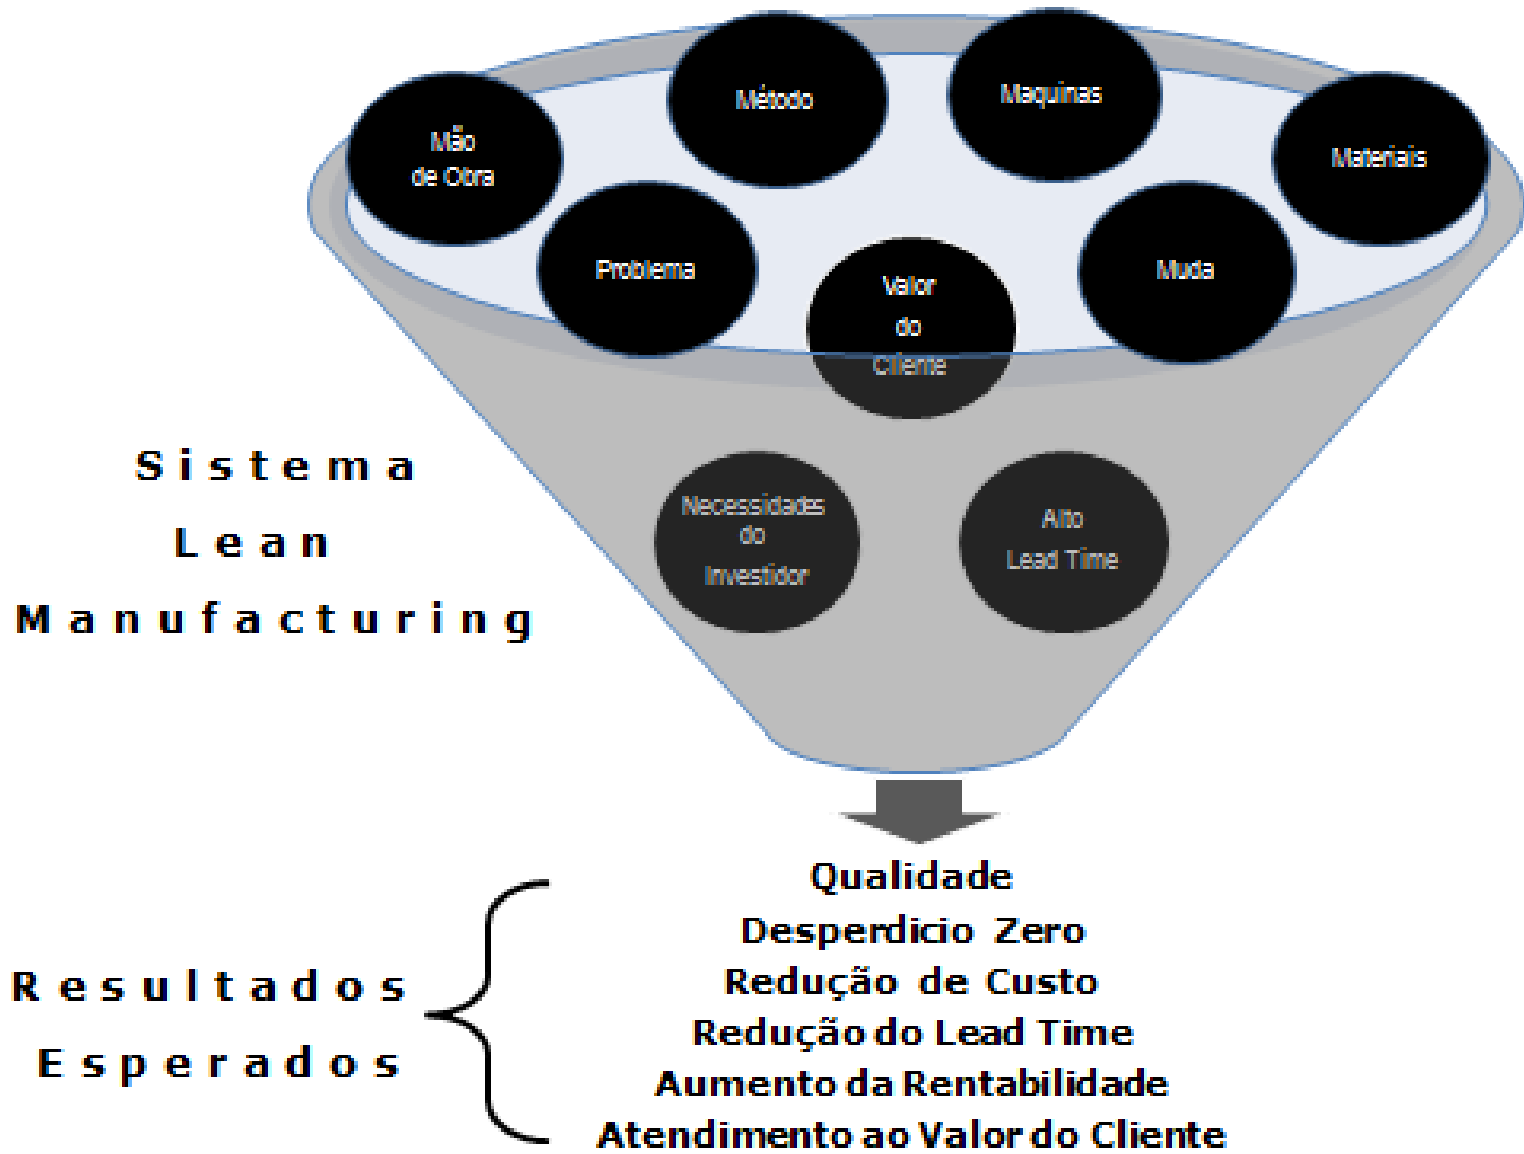 Método
Maquinas
Mão
de Obra
Materiais
Problema
Valor
do
Cliente
Muda
Necessidades
do
Investidor
Alto
Lead Time
Sistema
Lean
Manufacturing
Qualidade
Desperdicio Zero
Redução de Custo
Redução do Lead Time
Aumento da Rentabilidade
Atendimento ao Valor do Cliente
Resultados
Esperados